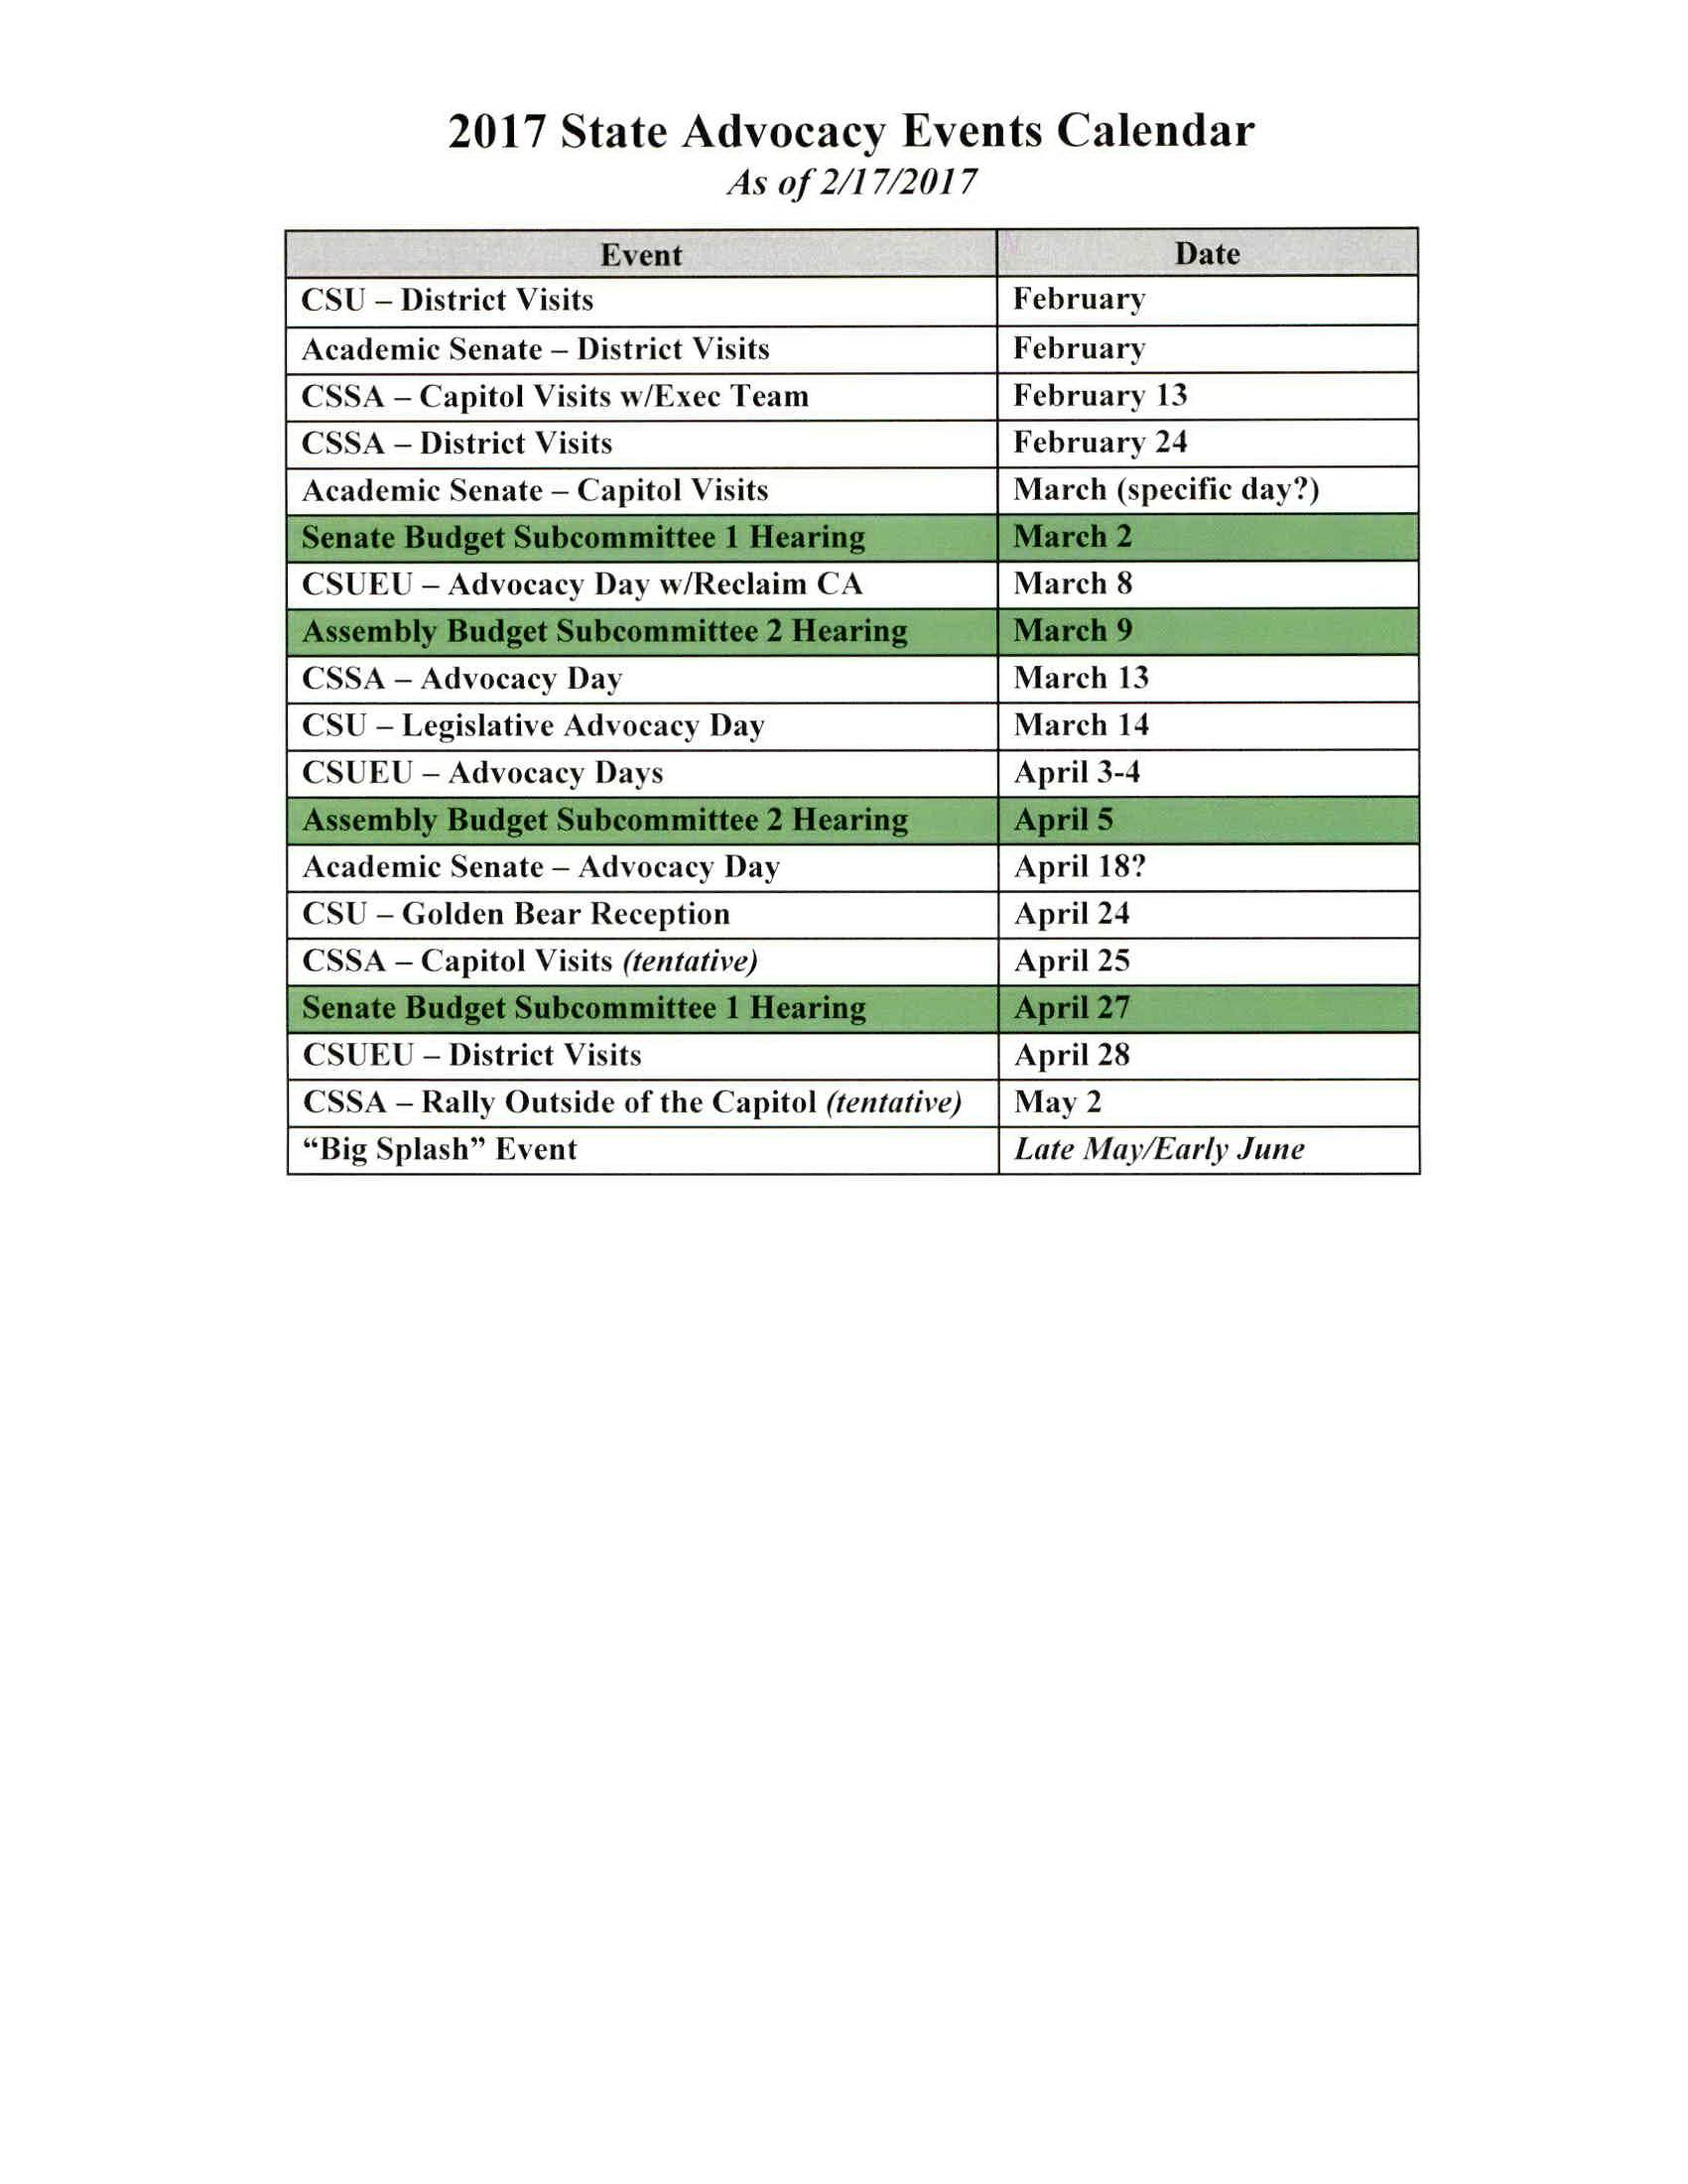 2017 State Advocacy Events Calendar
As of 2/17/2017
Event Date
CSU – District Visits February
Academic Senate – District Visits February
CSSA – Capitol Visits w/Exec Team February 13
CSSA – District Visits February 24
Academic Senate – Capitol Visits March (specific day?)
Senate Budget Subcommittee 1 Hearing March 2
CSUEU – Advocacy Day w/Reclaim CA March 8
Assembly Budget Subcommittee 2 Hearing March 9
CSSA – Advocacy Day March 13
CSU – Legislative Advocacy Day March 14
CSUEU – Advocacy Days April 3-4
Assembly Budget Subcommittee 2 Hearing April 5
Academic Senate – Advocacy Day April 18?
CSU – Golden Bear Reception April 24
CSSA – Capitol Visits (tentative) April 25
Senate Budget Subcommittee 1 Hearing April 27
CSUEU – District Visits April 28
CSSA – Rally Outside of the Capitol (tentative) May 2
“Big Splash” Event Late May/Early June